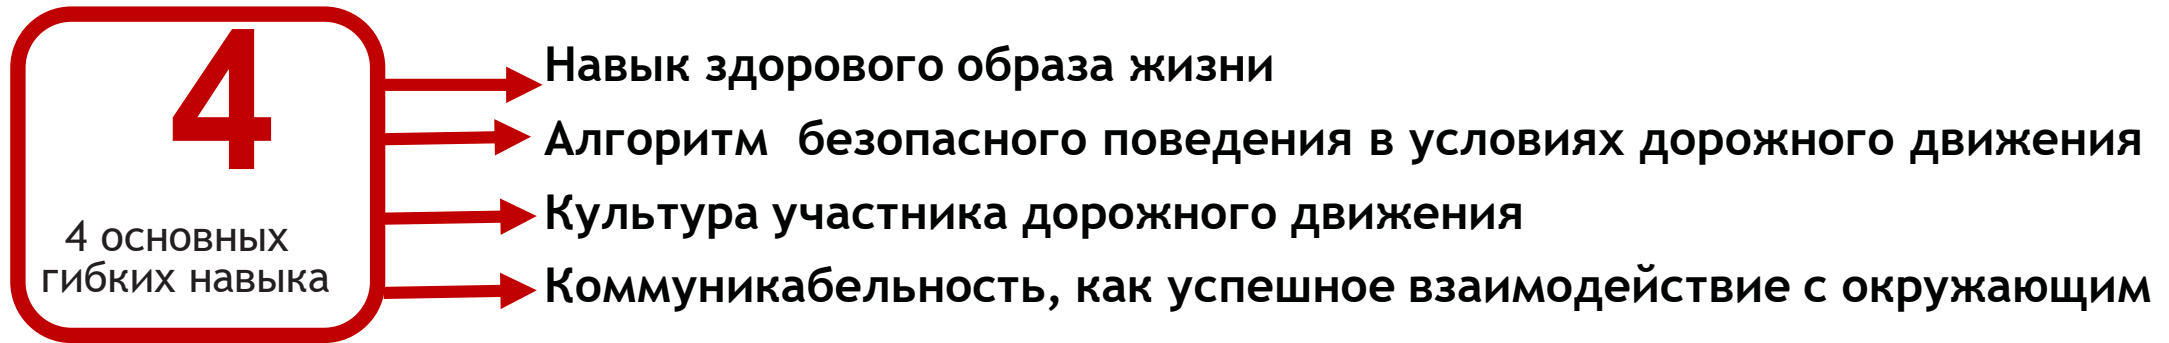 4
4 основных
гибких навыка
Навык здорового образа жизни
Алгоритм безопасного поведения в условиях дорожного движения
Культура участника дорожного движения
Коммуникабельность, как успешное взаимодействие с окружающим